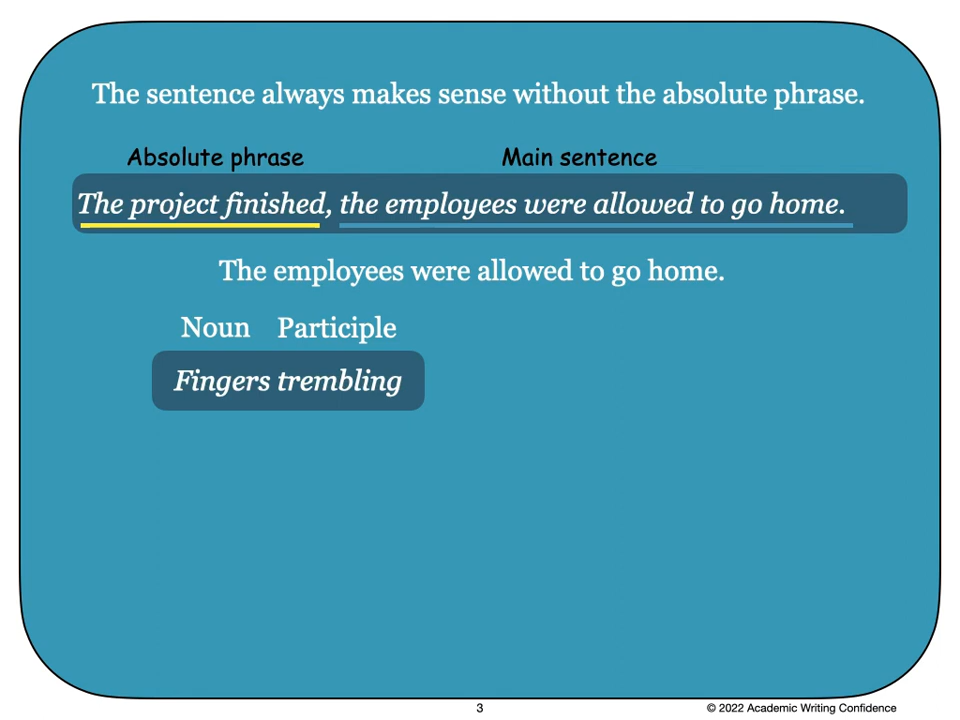 The sentence always makes sense without the absolute phrase.
Absolute phrase Main sentence
The project finished, the employees were allowed to go home.
The employees were allowed to go home.
Noun Participle
Fingers trembling
3 © 2022 Academic Writing Confidence